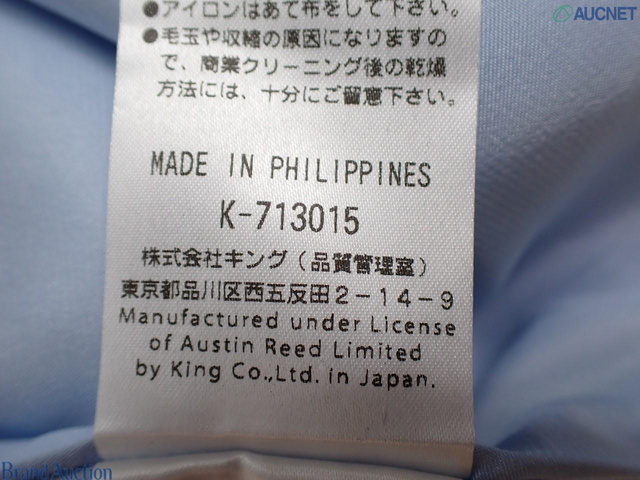 ●アイロンはあて布をして下さい。
●毛玉や収縮の原因になりますの
で、商業クリーニング後の乾燥
方法には、十分にご留意下さい。
MADE IN PHILIPPINES
K-713015
株式会社キング（品質管理室）
東京都品川区西五反田2-14-9
Manufactured under License
of Austin Reed Limited
by King Co.,Ltd. in Japan.
AUCNET
Brand Auction